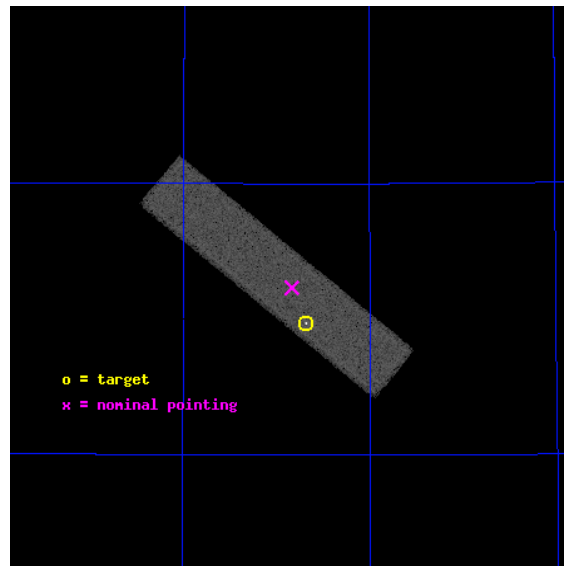 o = target
x = nominal pointing